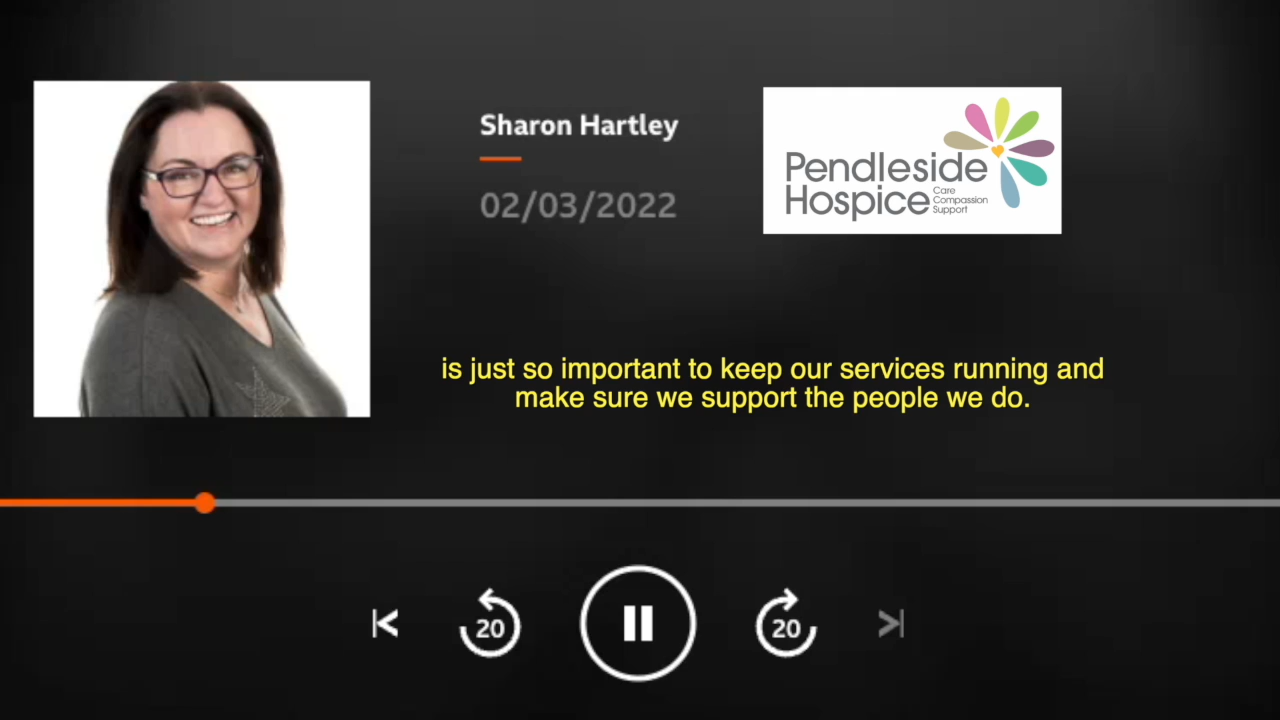 Sharon Hartley
02/03/2022
Pendleside
Hospice
Care
Compassion
Support
is just so important to keep our services running and
make sure we support the people we do.
20
20